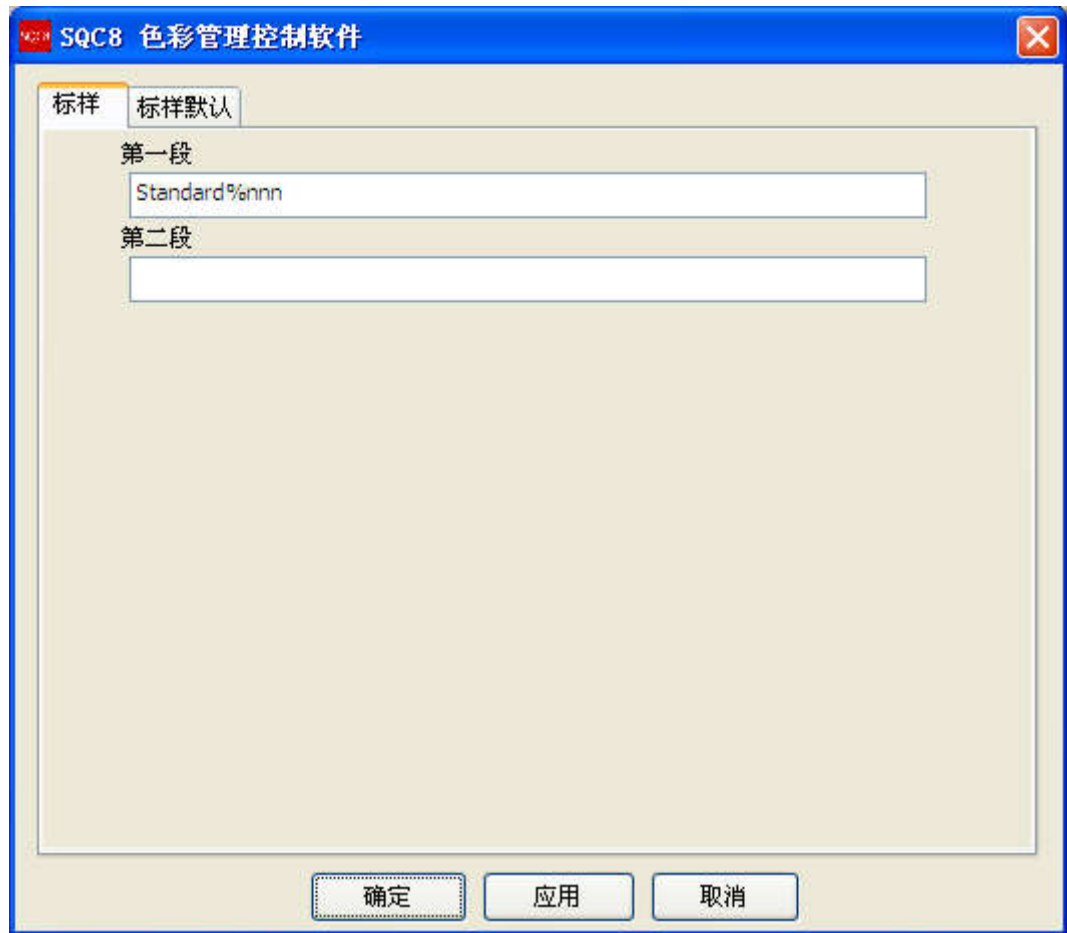 SQC8 色彩管理控制软件
标样 标样默认
第一段
Standard%nnn
第二段
确定 应用 取消